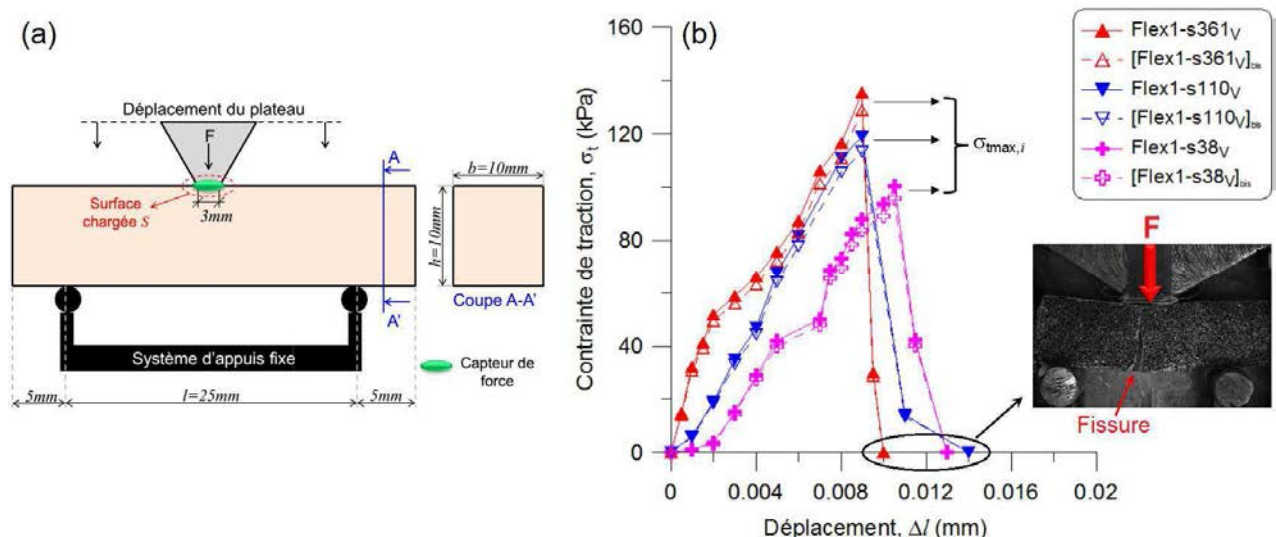 (a)
Déplacement du plateau
F
A
Surface
chargée S
3mm
b=10mm
h=10mm
Coupe A-A'
A'
Système d'appuis fixe
Capteur de
force
5mm
l=25mm
5mm
(b)
Contrainte de traction, σt (kPa)
160
120
80
40
0
0
0.004
0.008
0.012
0.016
0.02
Déplacement, Δl (mm)
σtmax,i
Flex1-s361V
[Flex1-s361V]bis
Flex1-s110V
[Flex1-s110V]bis
Flex1-s38V
[Flex1-s38V]bis
F
Fissure